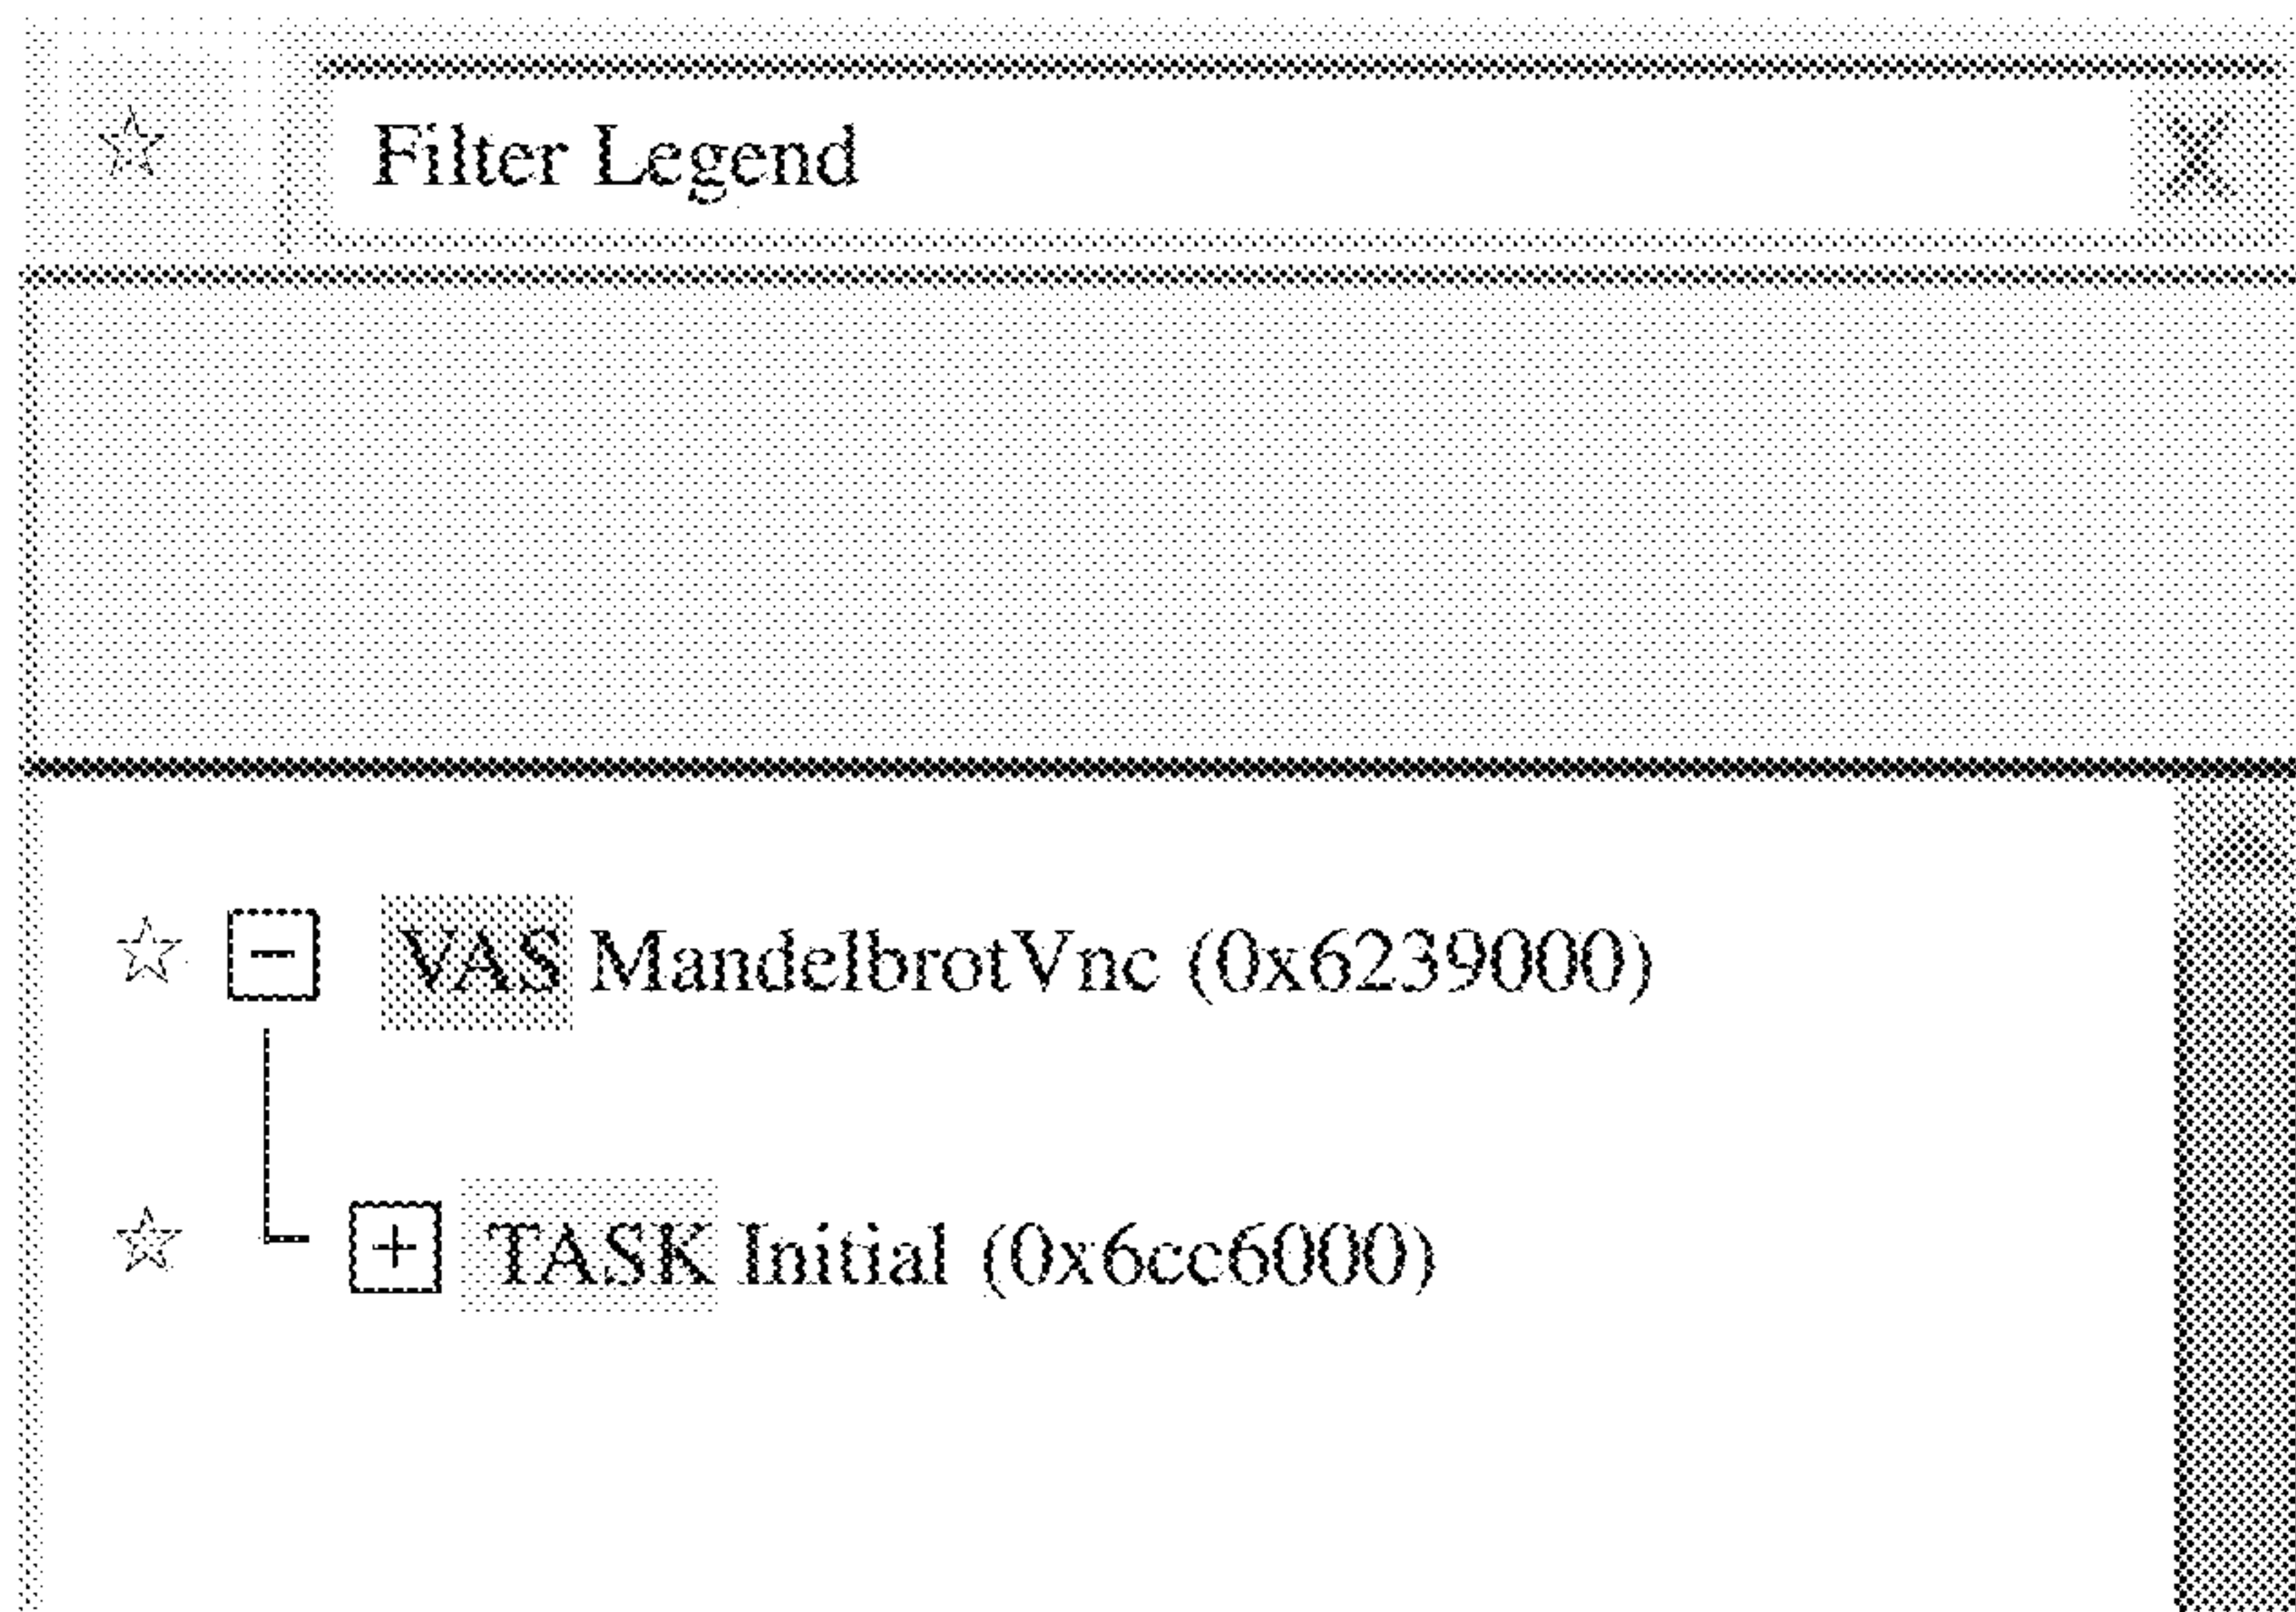 Filter Legend X
VAS MandelbrotVnc (0x6239000)
TASK Initial (0x6cc6000)